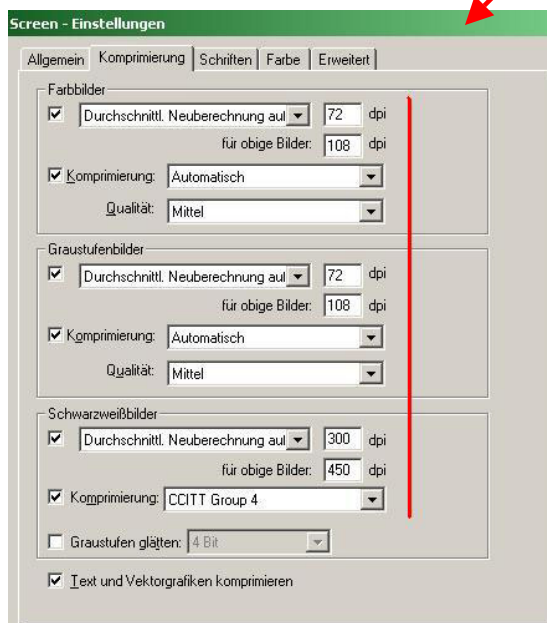 Screen - Einstellungen
Allgemein Komprimierung Schriften Farbe Erweitert
Farbbilder
Durchschnittl. Neuberechnung aul 72 dpi
für obige Bilder: 108 dpi
Komprimierung: Automatisch
Qualität: Mittel
Graustufenbilder
Durchschnittl. Neuberechnung aul 72 dpi
für obige Bilder: 108 dpi
Komprimierung: Automatisch
Qualität: Mittel
Schwarzweißbilder
Durchschnittl. Neuberechnung aul 300 dpi
für obige Bilder: 450 dpi
Komprimierung: CCITT Group 4
Graustufen glätten: 4 Bit
Text und Vektorgrafiken komprimieren